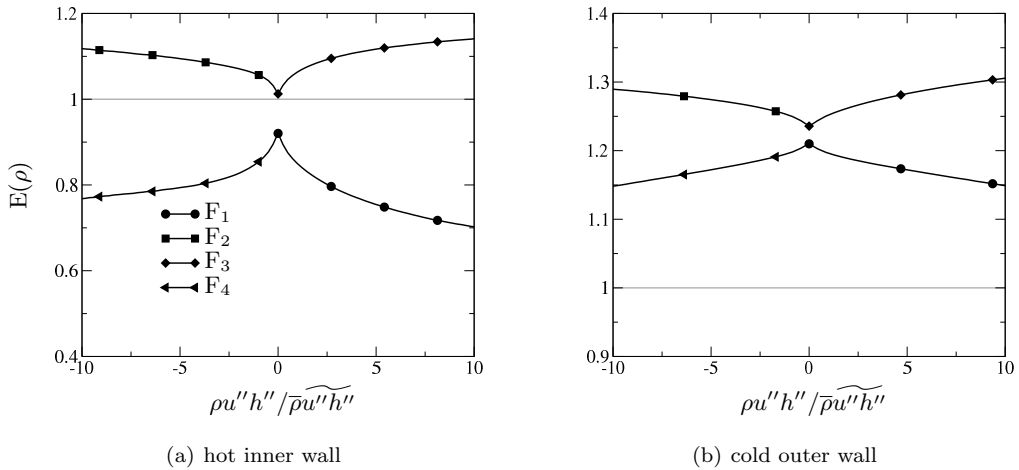 1.2
1
0.8
0.6
0.4
E(ρ)
F₁
F₂
F₃
F₄
-10 -5 0 5 10
ρu′′h′′/ρ̅u′′h′′
(a) hot inner wall
1.4
1.3
1.2
1.1
1
0.9
-10 -5 0 5 10
ρu′′h′′/ρ̅u′′h′′
(b) cold outer wall